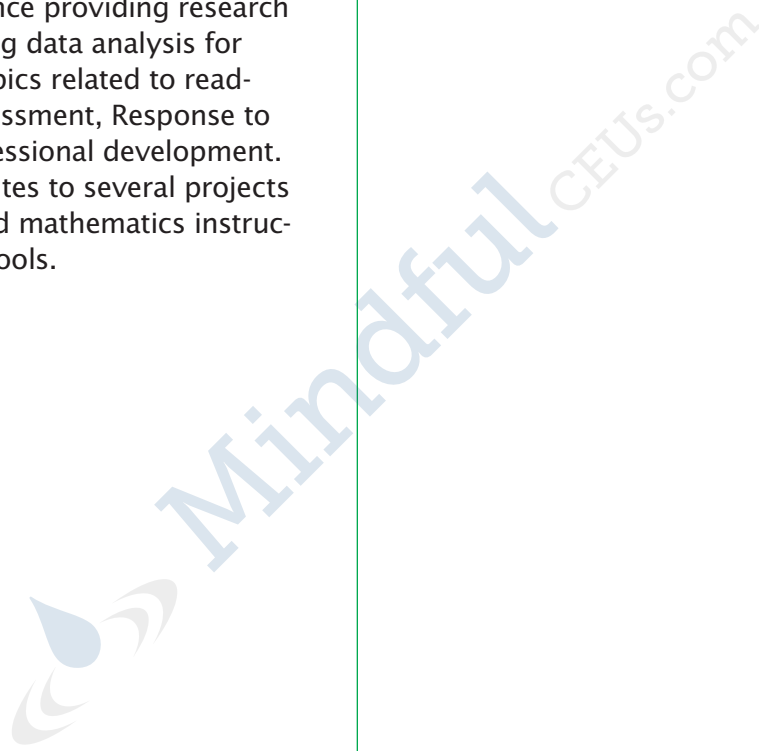 nce providing research
g data analysis for
pics related to read-
ssment, Response to
essional development.
tes to several projects
d mathematics instruc-
ools.
Mindful CEUs.com